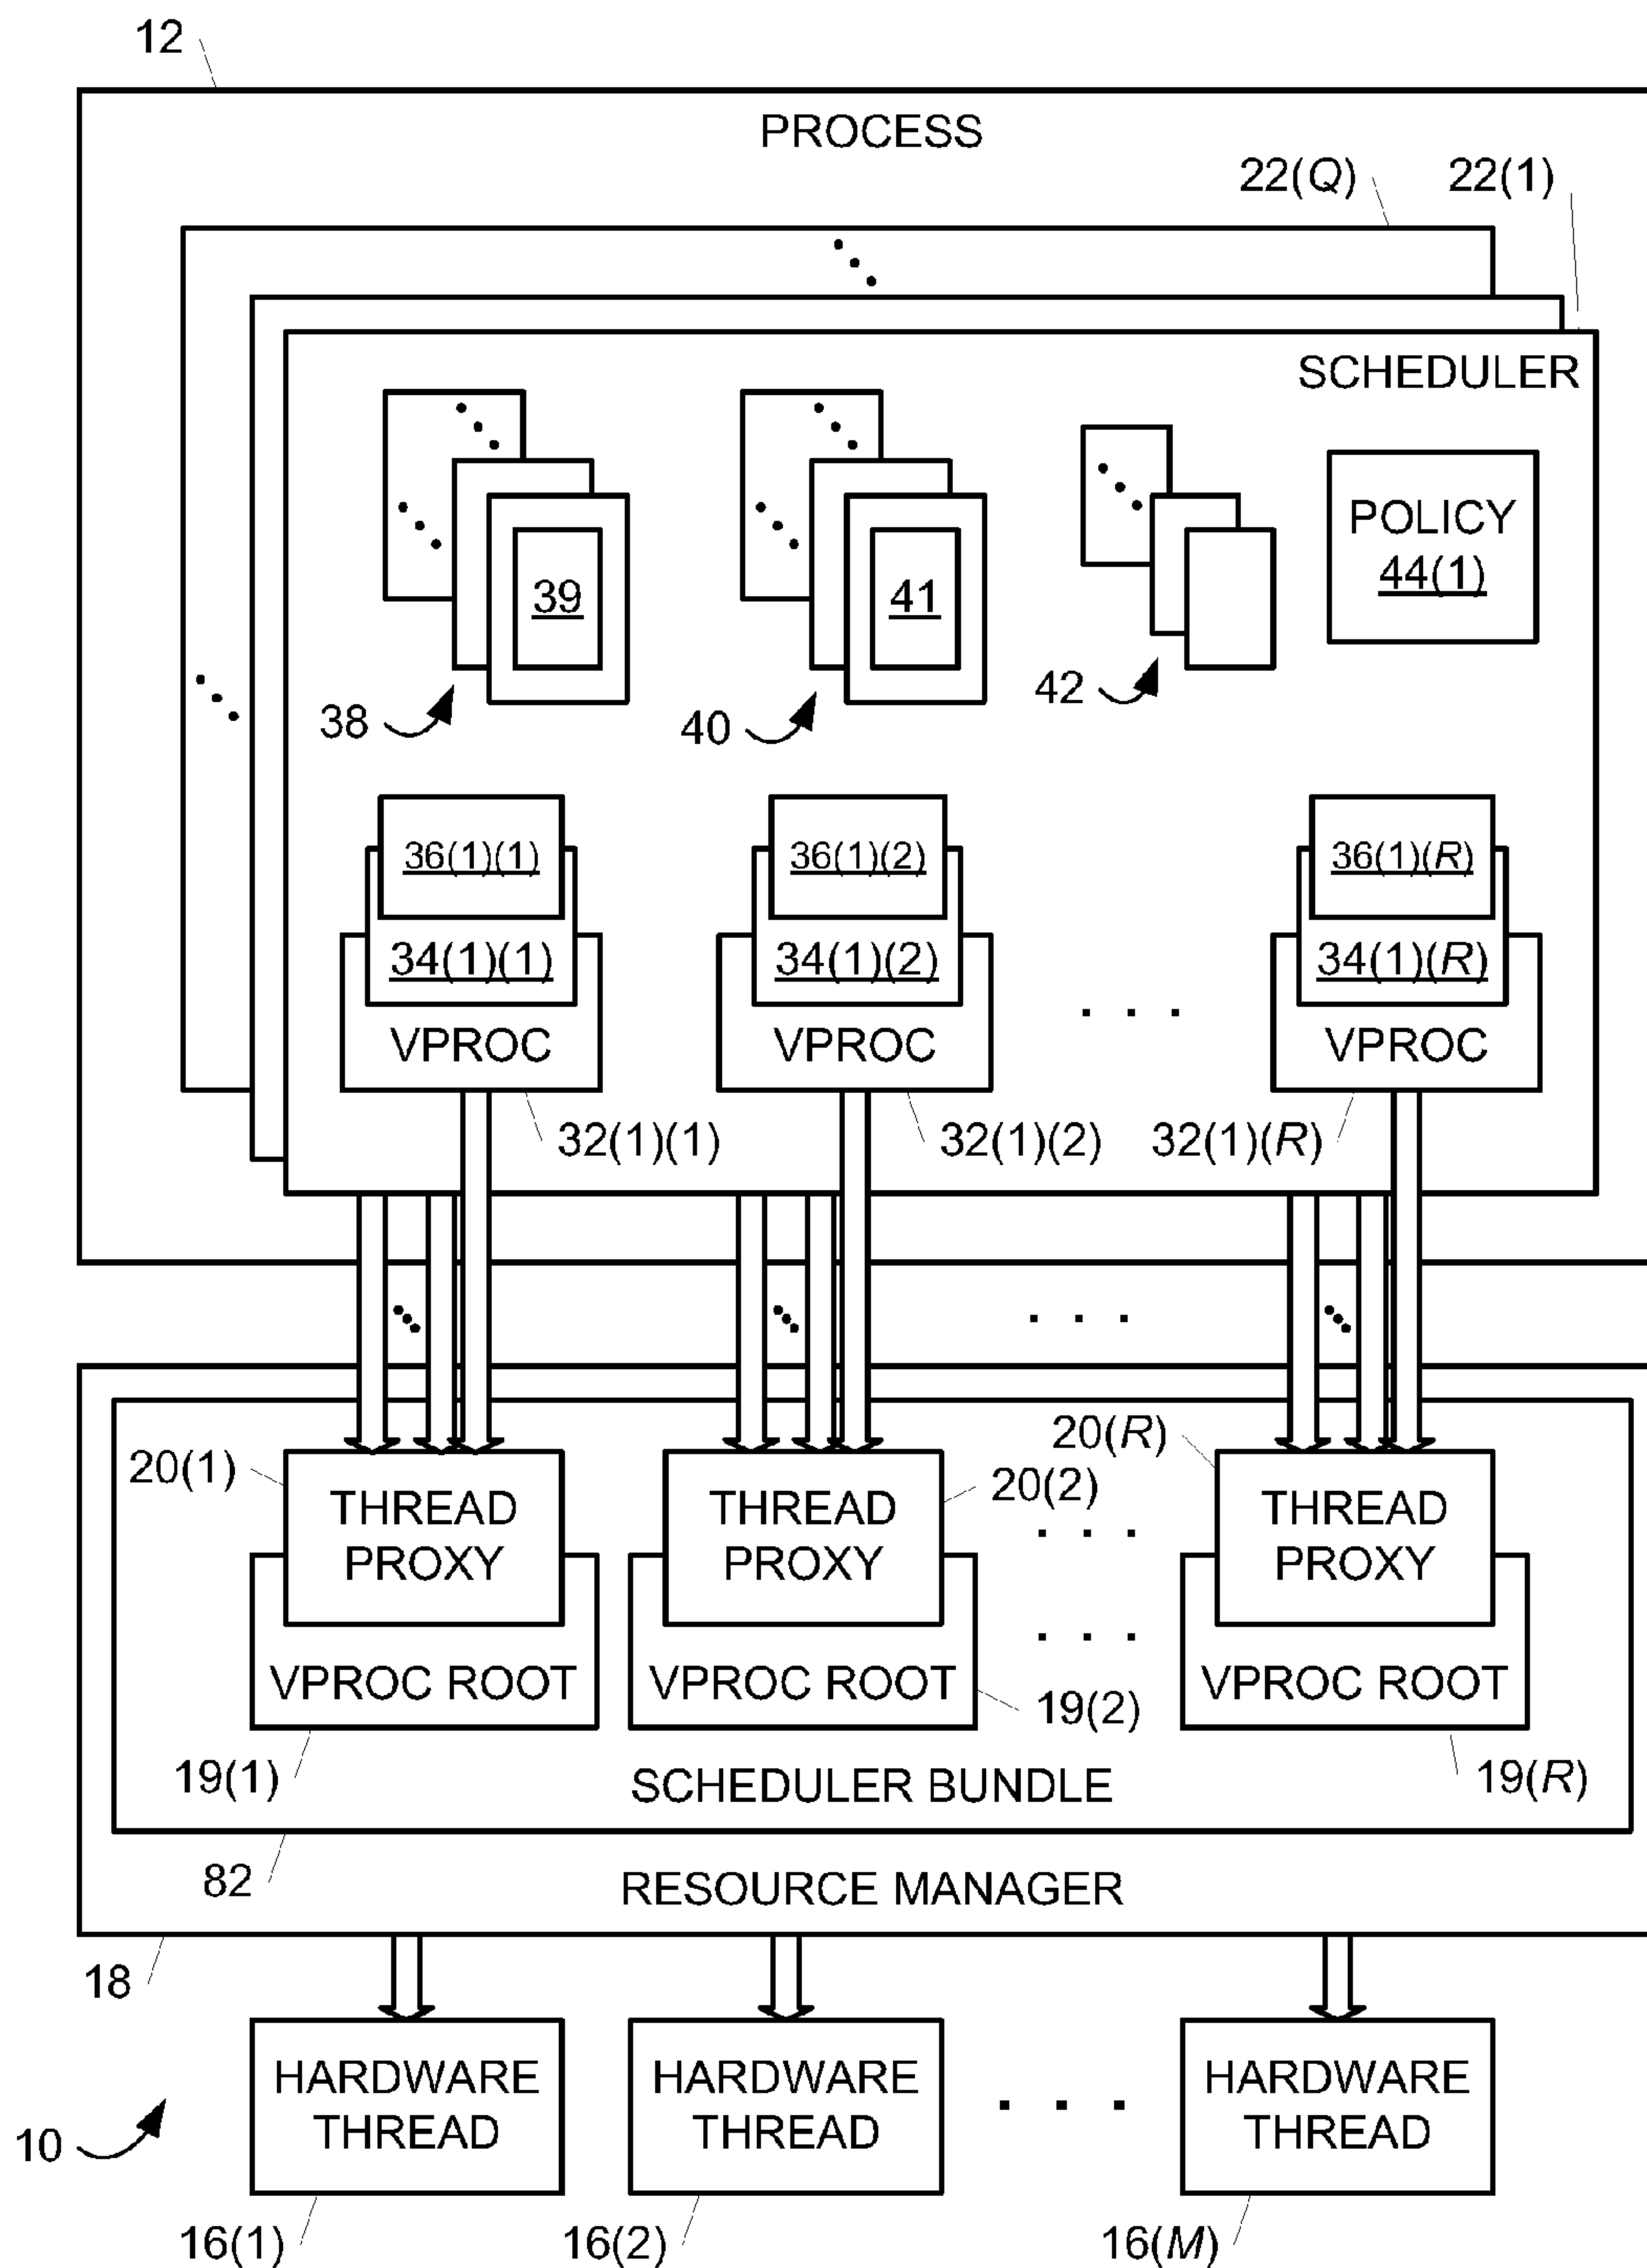 12
PROCESS
22(Q) 22(1)
SCHEDULER
POLICY
44(1)
39 41
38 40 42
36(1)(1) 36(1)(2) 36(1)(R)
34(1)(1) 34(1)(2) . . . 34(1)(R)
VPROC VPROC VPROC
32(1)(1) 32(1)(2) 32(1)(R)
. . .
20(1) 20(2) 20(R)
THREAD THREAD . . . THREAD
PROXY PROXY PROXY
. . .
VPROC ROOT VPROC ROOT VPROC ROOT
19(1) 19(2) 19(R)
SCHEDULER BUNDLE
82
RESOURCE MANAGER
18
HARDWARE HARDWARE HARDWARE
THREAD THREAD . . . THREAD
10
16(1) 16(2) 16(M)